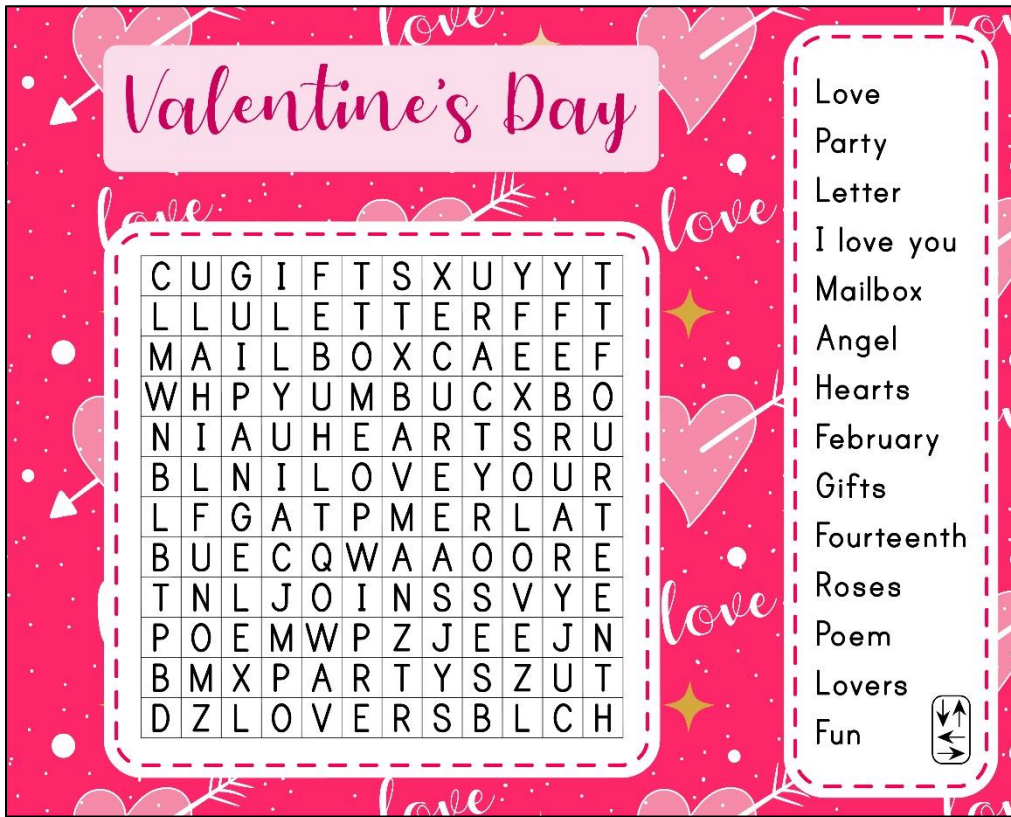 love
Valentine's Day
love
love
C U G I F T S X U Y Y T
L L U L E T T E R F F T
M A I L B O X C A E E F
W H P Y U M B U C X B O
N I A U H E A R T S R U
B L N I L O V E Y O U R
L F G A T P M E R L A T
B U E C Q W A A O O R E
T N L J O I N S S V Y E
P O E M W P Z J E E J N
B M X P A R T Y S Z U T
D Z L O V E R S B L C H
love
love
Love
Party
Letter
I love you
Mailbox
Angel
Hearts
February
Gifts
Fourteenth
Roses
Poem
Lovers
Fun